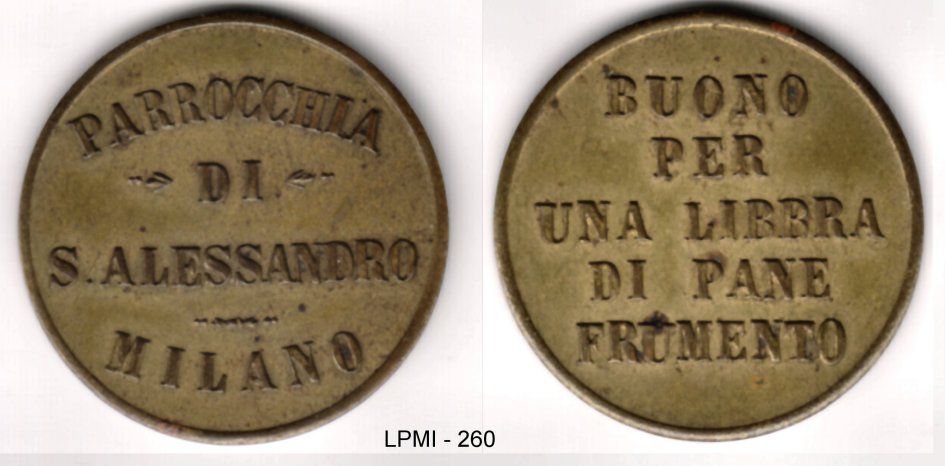 PARROCCHIA
DI
S. ALESSANDRO
MILANO
BUONO
PER
UNA LIBBRA
DI PANE
FRUMENTO
LPMI - 260